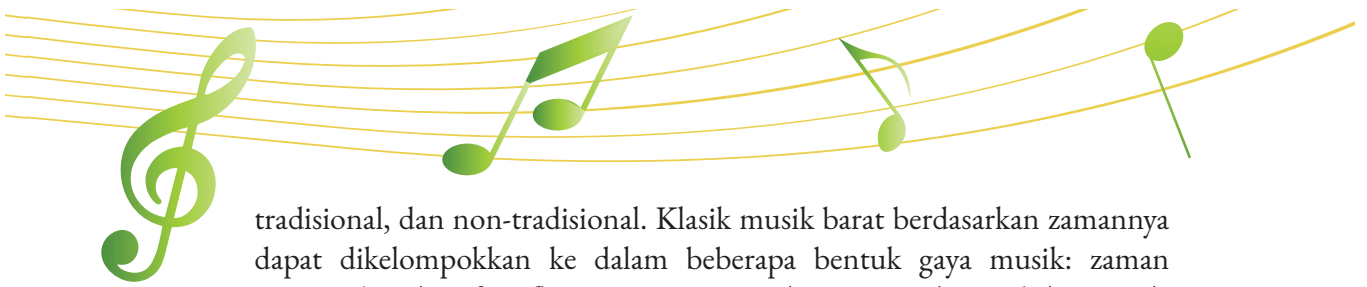 tradisional, dan non-tradisional. Klasik musik barat berdasarkan zamannya
dapat dikelompokkan ke dalam beberapa bentuk gaya musik: zaman